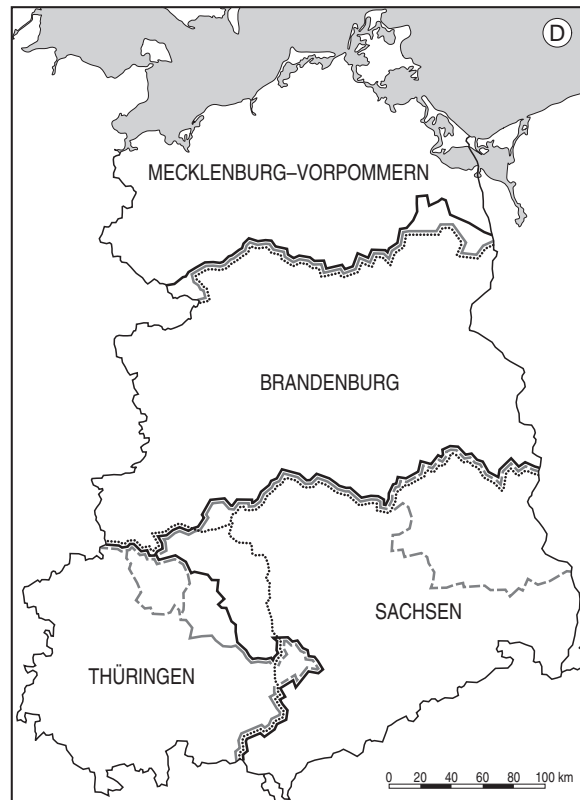 D
MECKLENBURG–VORPOMMERN
BRANDENBURG
SACHSEN
THÜRINGEN
0 20 40 60 80 100 km